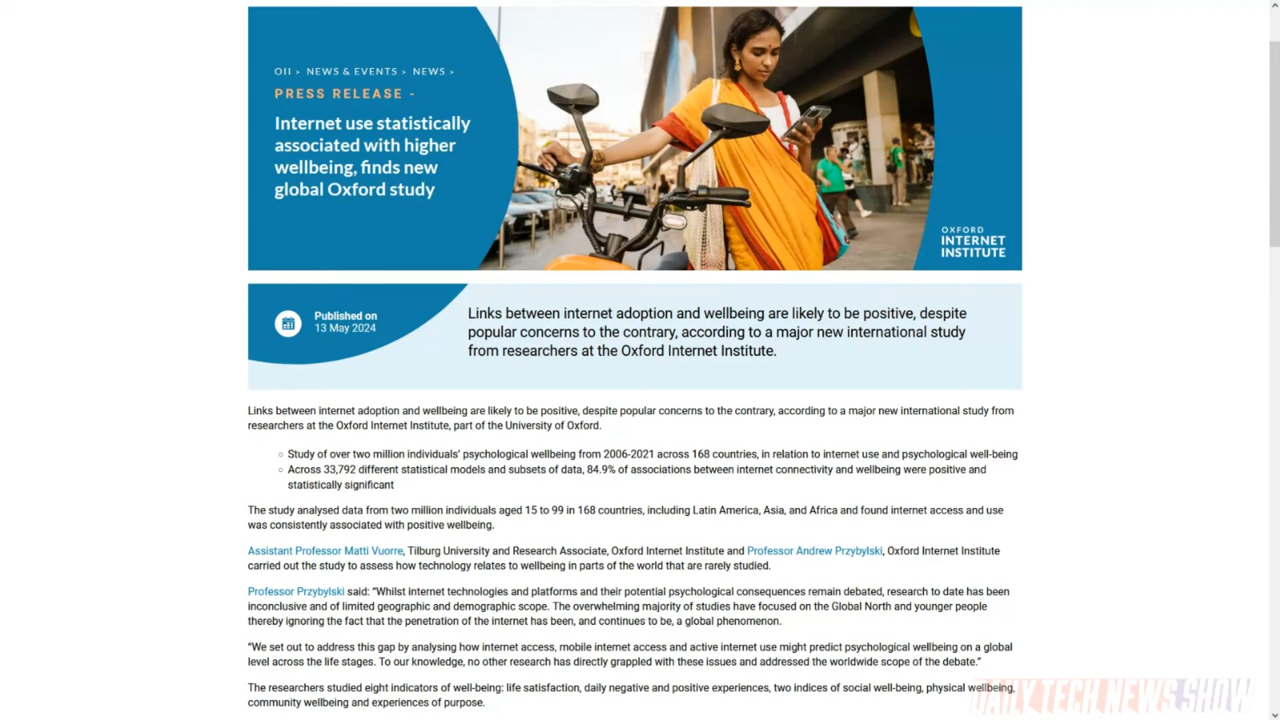 OII > NEWS & EVENTS > NEWS >
PRESS RELEASE -
Internet use statistically
associated with higher
wellbeing, finds new
global Oxford study
OXFORD
INTERNET
INSTITUTE
Published on
13 May 2024
Links between internet adoption and wellbeing are likely to be positive, despite
popular concerns to the contrary, according to a major new international study
from researchers at the Oxford Internet Institute.
Links between internet adoption and wellbeing are likely to be positive, despite popular concerns to the contrary, according to a major new international study from
researchers at the Oxford Internet Institute, part of the University of Oxford.
Study of over two million individuals' psychological wellbeing from 2006-2021 across 168 countries, in relation to internet use and psychological well-being
Across 33,792 different statistical models and subsets of data, 84.9% of associations between internet connectivity and wellbeing were positive and
statistically significant
The study analysed data from two million individuals aged 15 to 99 in 168 countries, including Latin America, Asia, and Africa and found internet access and use
was consistently associated with positive wellbeing.
Assistant Professor Matti Vuorre, Tilburg University and Research Associate, Oxford Internet Institute and Professor Andrew Przybylski, Oxford Internet Institute
carried out the study to assess how technology relates to wellbeing in parts of the world that are rarely studied.
Professor Przybylski said: "Whilst internet technologies and platforms and their potential psychological consequences remain debated, research to date has been
inconclusive and of limited geographic and demographic scope. The overwhelming majority of studies have focused on the Global North and younger people
thereby ignoring the fact that the penetration of the internet has been, and continues to be, a global phenomenon.
"We set out to address this gap by analysing how internet access, mobile internet access and active internet use might predict psychological wellbeing on a global
level across the life stages. To our knowledge, no other research has directly grappled with these issues and addressed the worldwide scope of the debate."
The researchers studied eight indicators of well-being: life satisfaction, daily negative and positive experiences, two indices of social well-being, physical wellbeing,
community wellbeing and experiences of purpose.
DAILY TECH NEWS SHOW